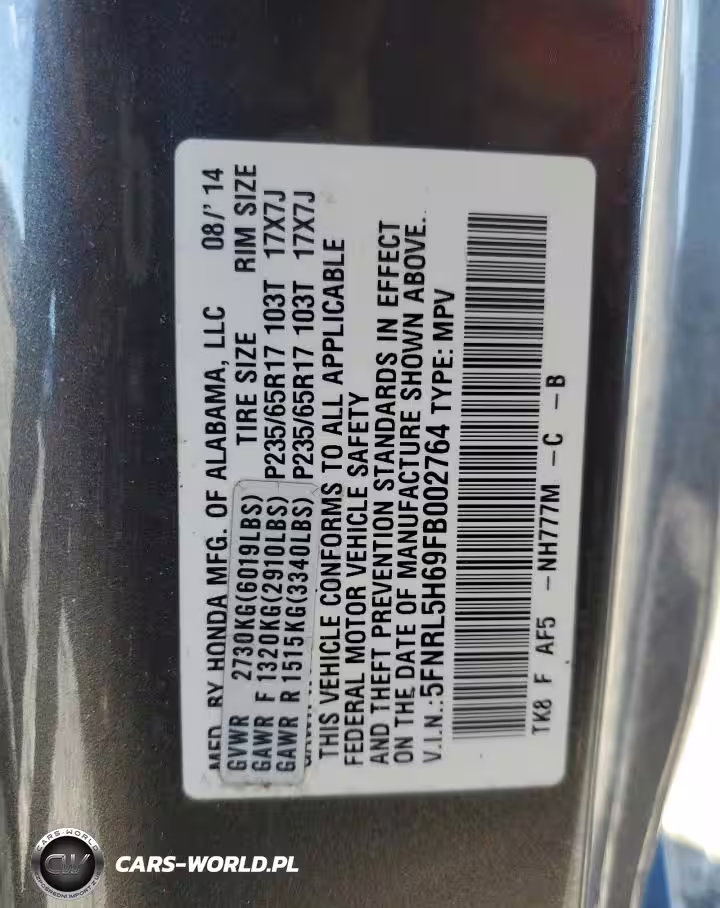 MFD. BY HONDA MFG. OF ALABAMA, LLC 08/'14
TIRE SIZE RIM SIZE
GVWR 2730KG(6019LBS)
GAWR F 1320KG(2910LBS) P235/65R17 103T 17X7J
GAWR R 1515KG(3340LBS) P235/65R17 103T 17X7J
THIS VEHICLE CONFORMS TO ALL APPLICABLE
FEDERAL MOTOR VEHICLE SAFETY
AND THEFT PREVENTION STANDARDS IN EFFECT
ON THE DATE OF MANUFACTURE SHOWN ABOVE.
V.I.N.:5FNRL5H69FB002764 TYPE: MPV
TK8 F AF5 -NH777M -C -B
CARS-WORLD
CW
CARS-WORLD.PL